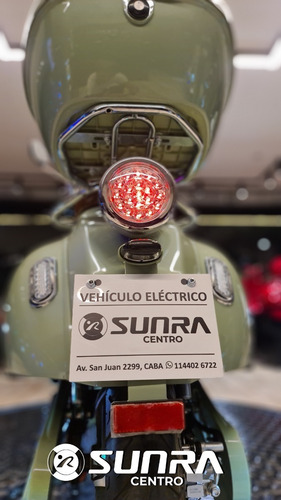 VEHÍCULO ELÉCTRICO
SUNRA
CENTRO
Av. San Juan 2299, CABA 114402 6722
SUNRA
CENTRO